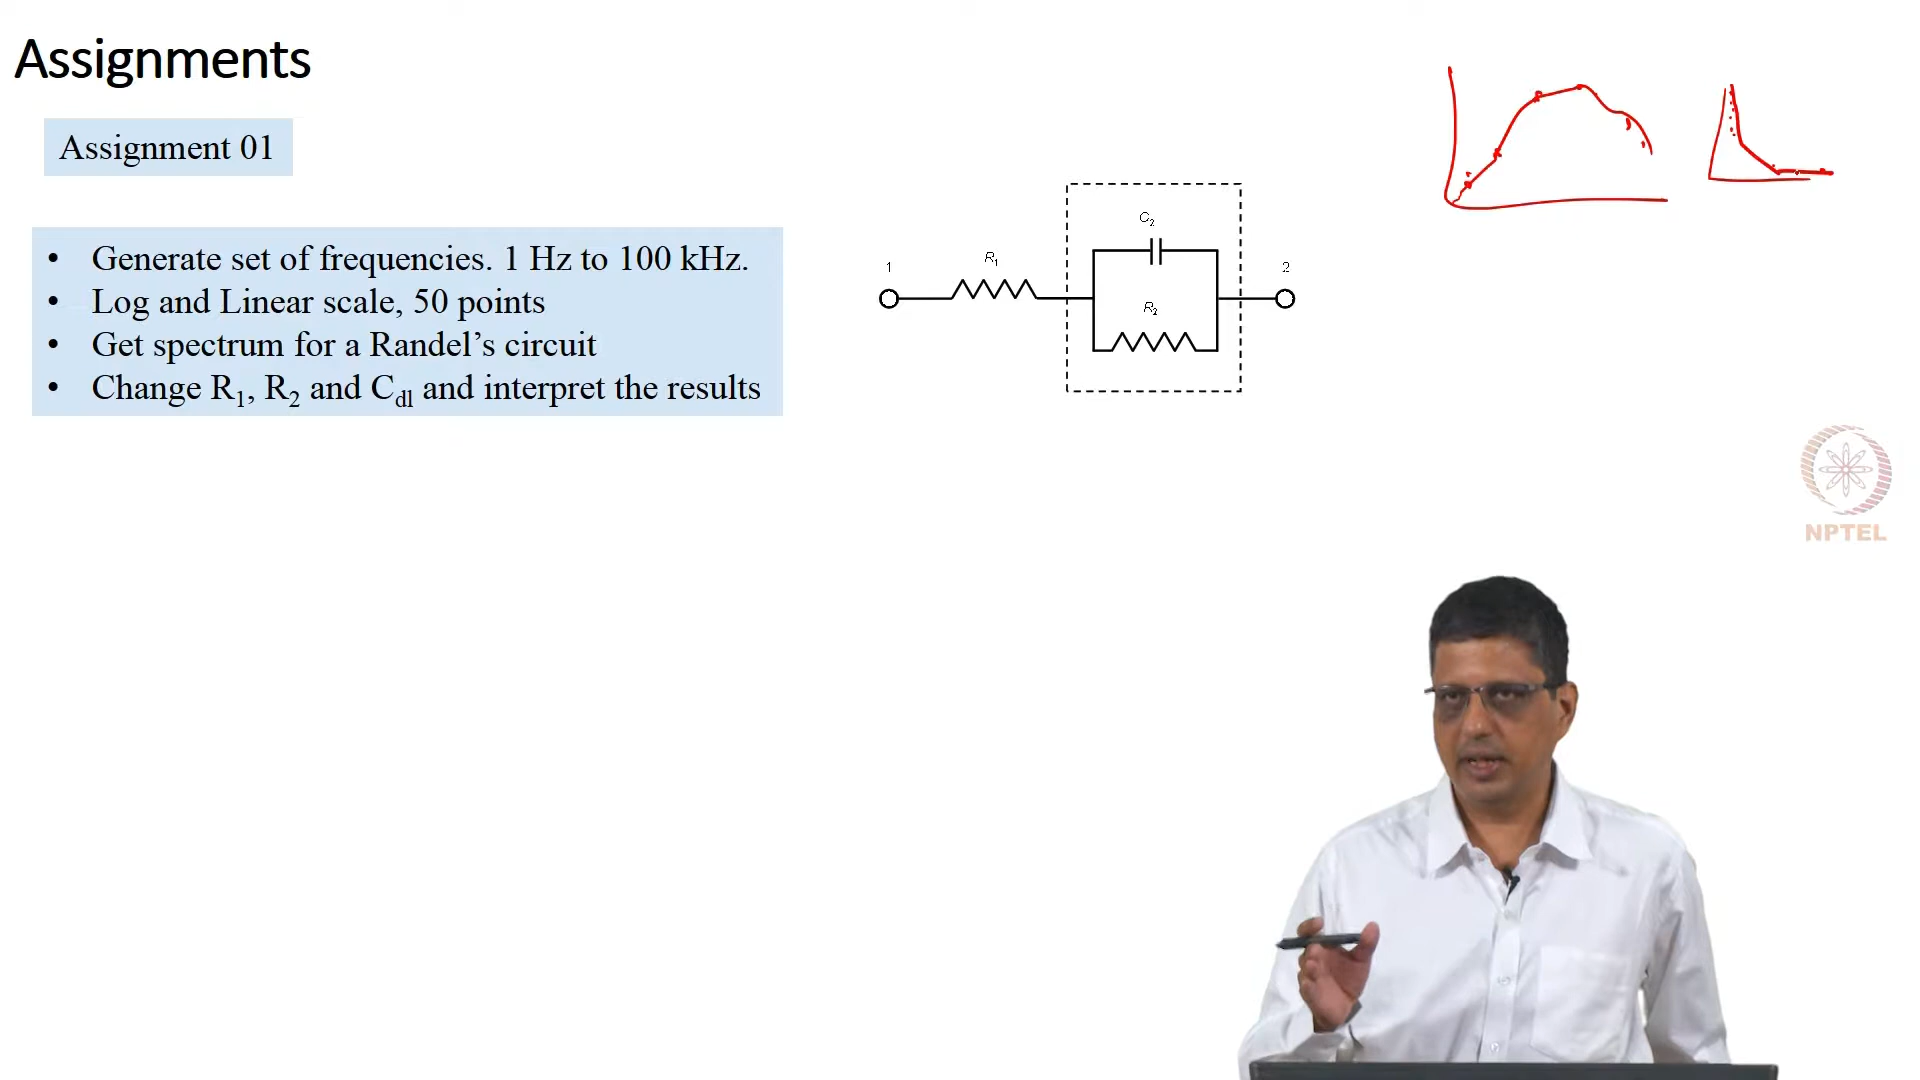 Assignments
Assignment 01
• Generate set of frequencies. 1 Hz to 100 kHz.
• Log and Linear scale, 50 points
• Get spectrum for a Randel’s circuit
• Change R₁, R₂ and C_dl and interpret the results
1
R₁
C₂
R₂
2
NPTEL